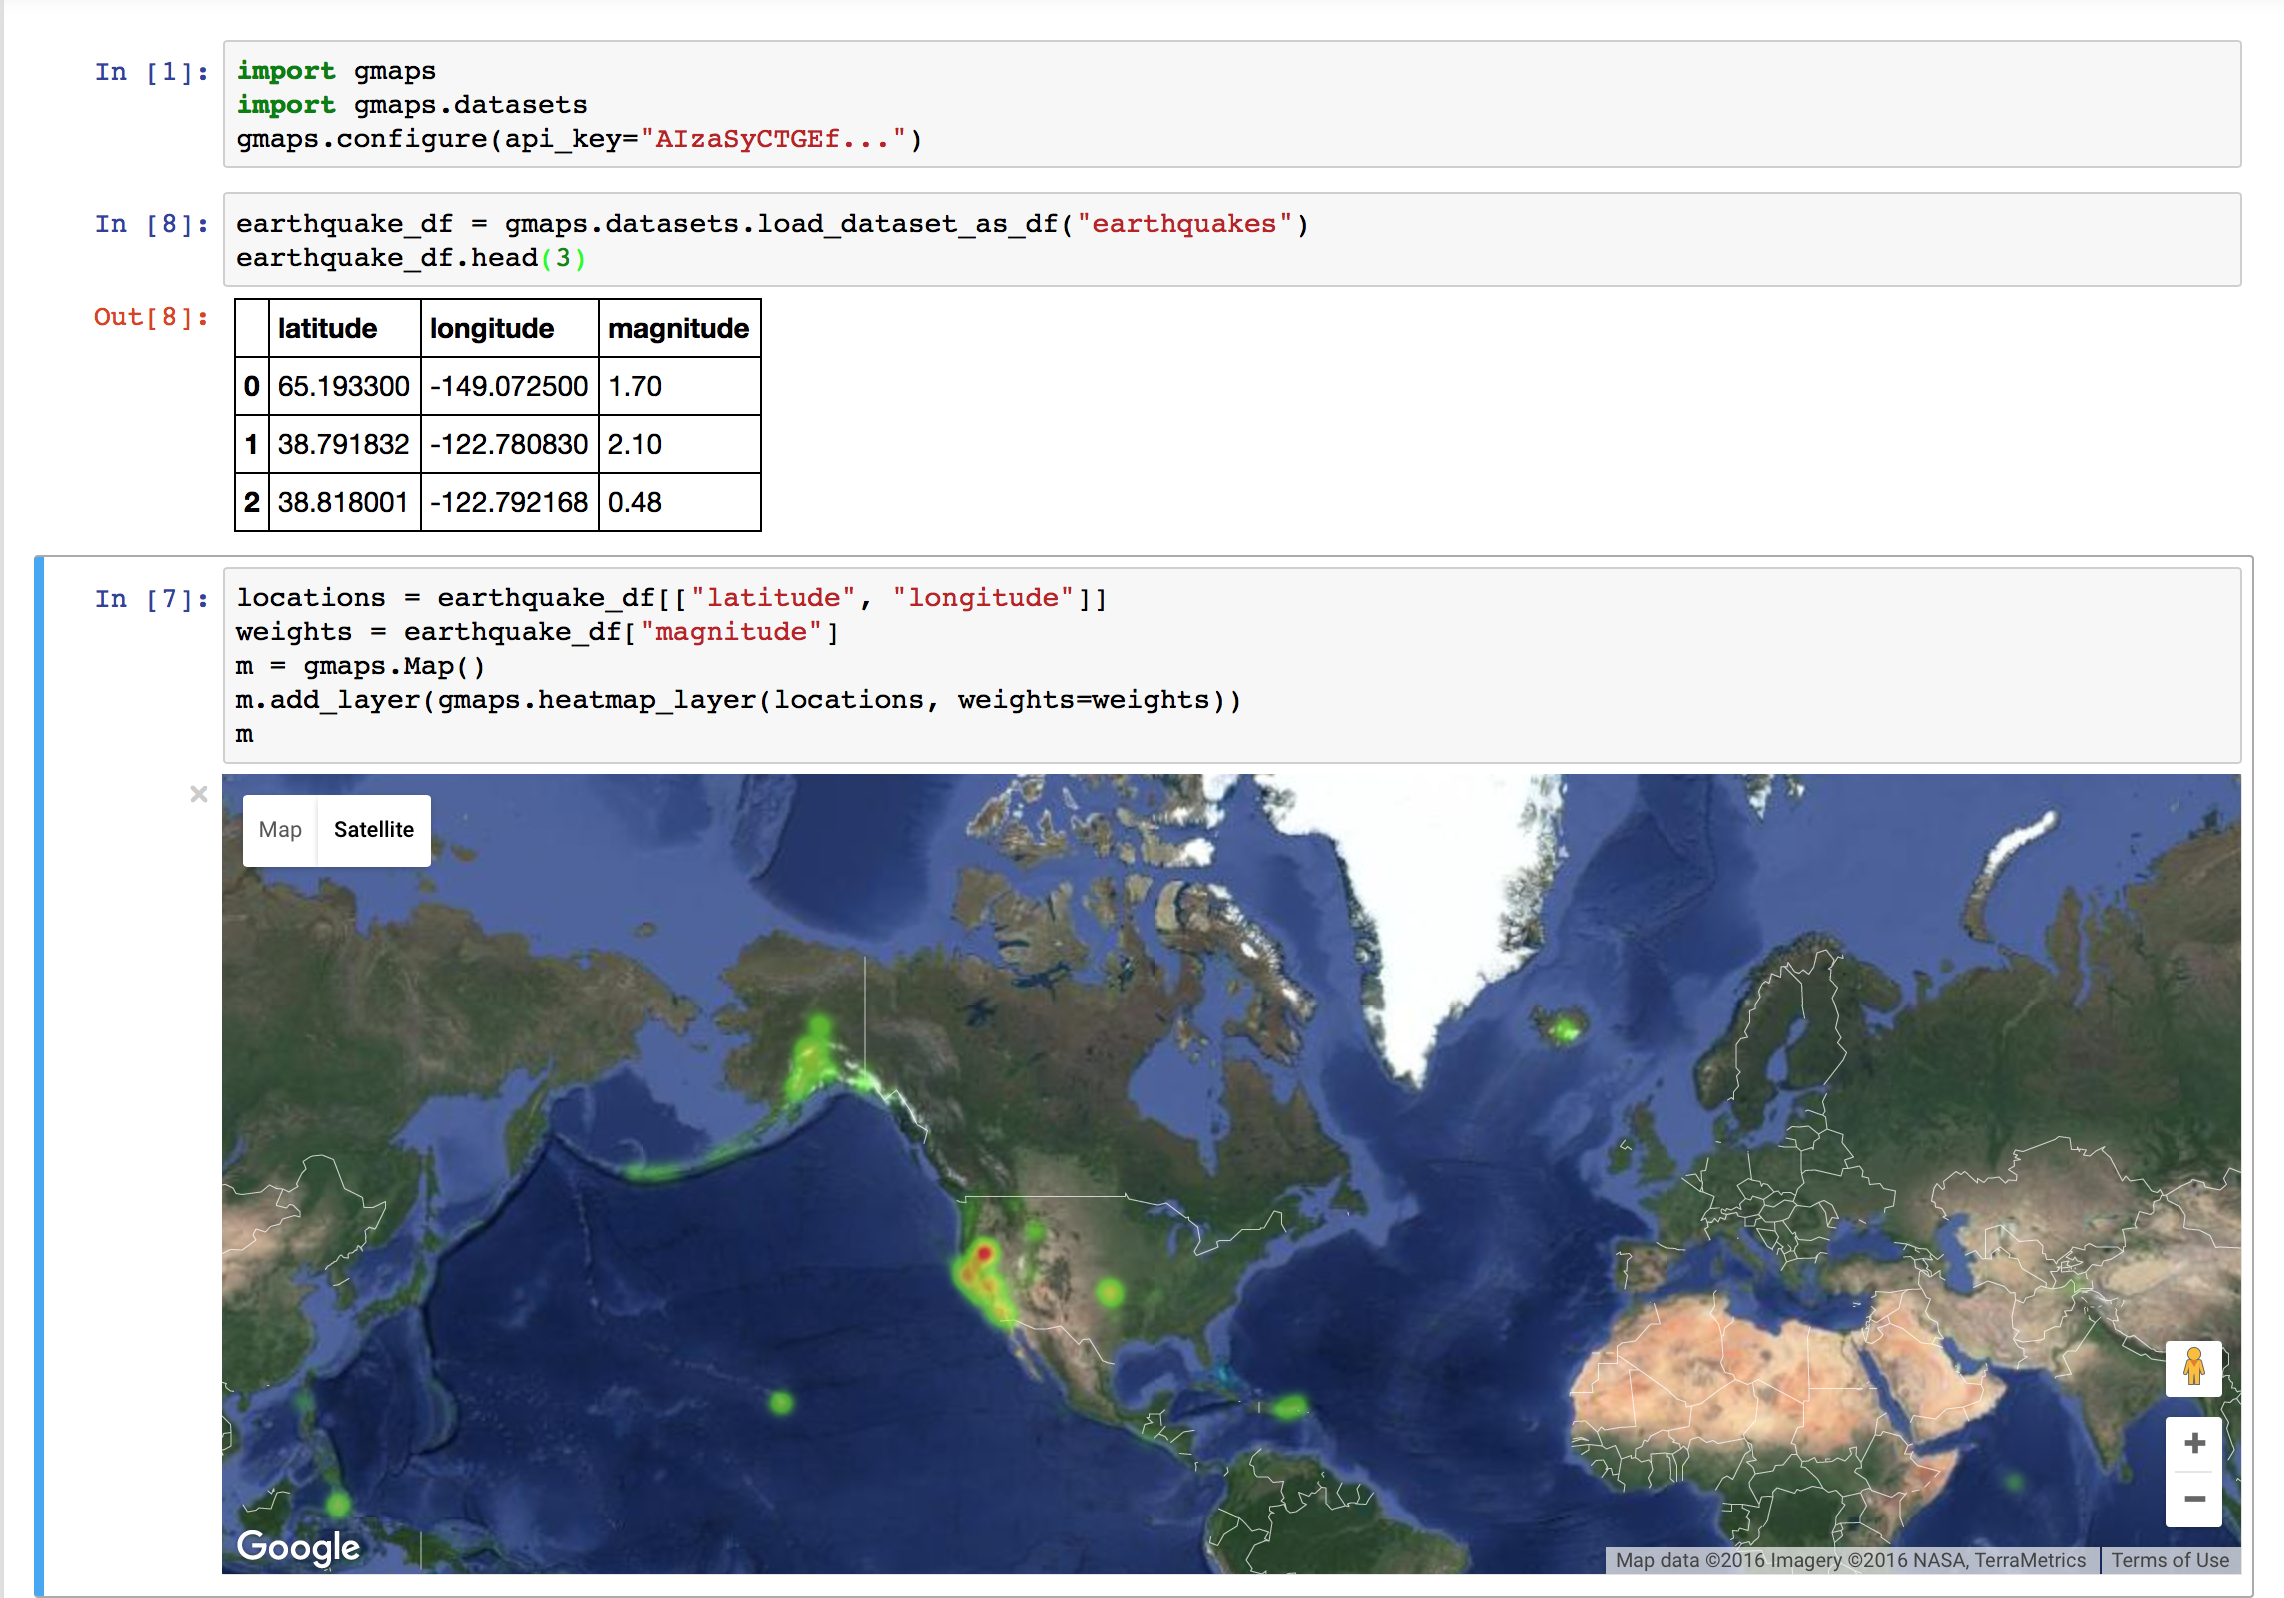 In [1]:
import gmaps
import gmaps.datasets
gmaps.configure(api_key="AIzaSyCTGEf...")
In [8]:
earthquake_df = gmaps.datasets.load_dataset_as_df("earthquakes")
earthquake_df.head(3)
Out[8]:
latitude longitude magnitude
0 65.193300 -149.072500 1.70
1 38.791832 -122.780830 2.10
2 38.818001 -122.792168 0.48
In [7]:
locations = earthquake_df[["latitude", "longitude"]]
weights = earthquake_df["magnitude"]
m = gmaps.Map()
m.add_layer(gmaps.heatmap_layer(locations, weights=weights))
m
Map Satellite
Google
Map data ©2016 Imagery ©2016 NASA, TerraMetrics Terms of Use